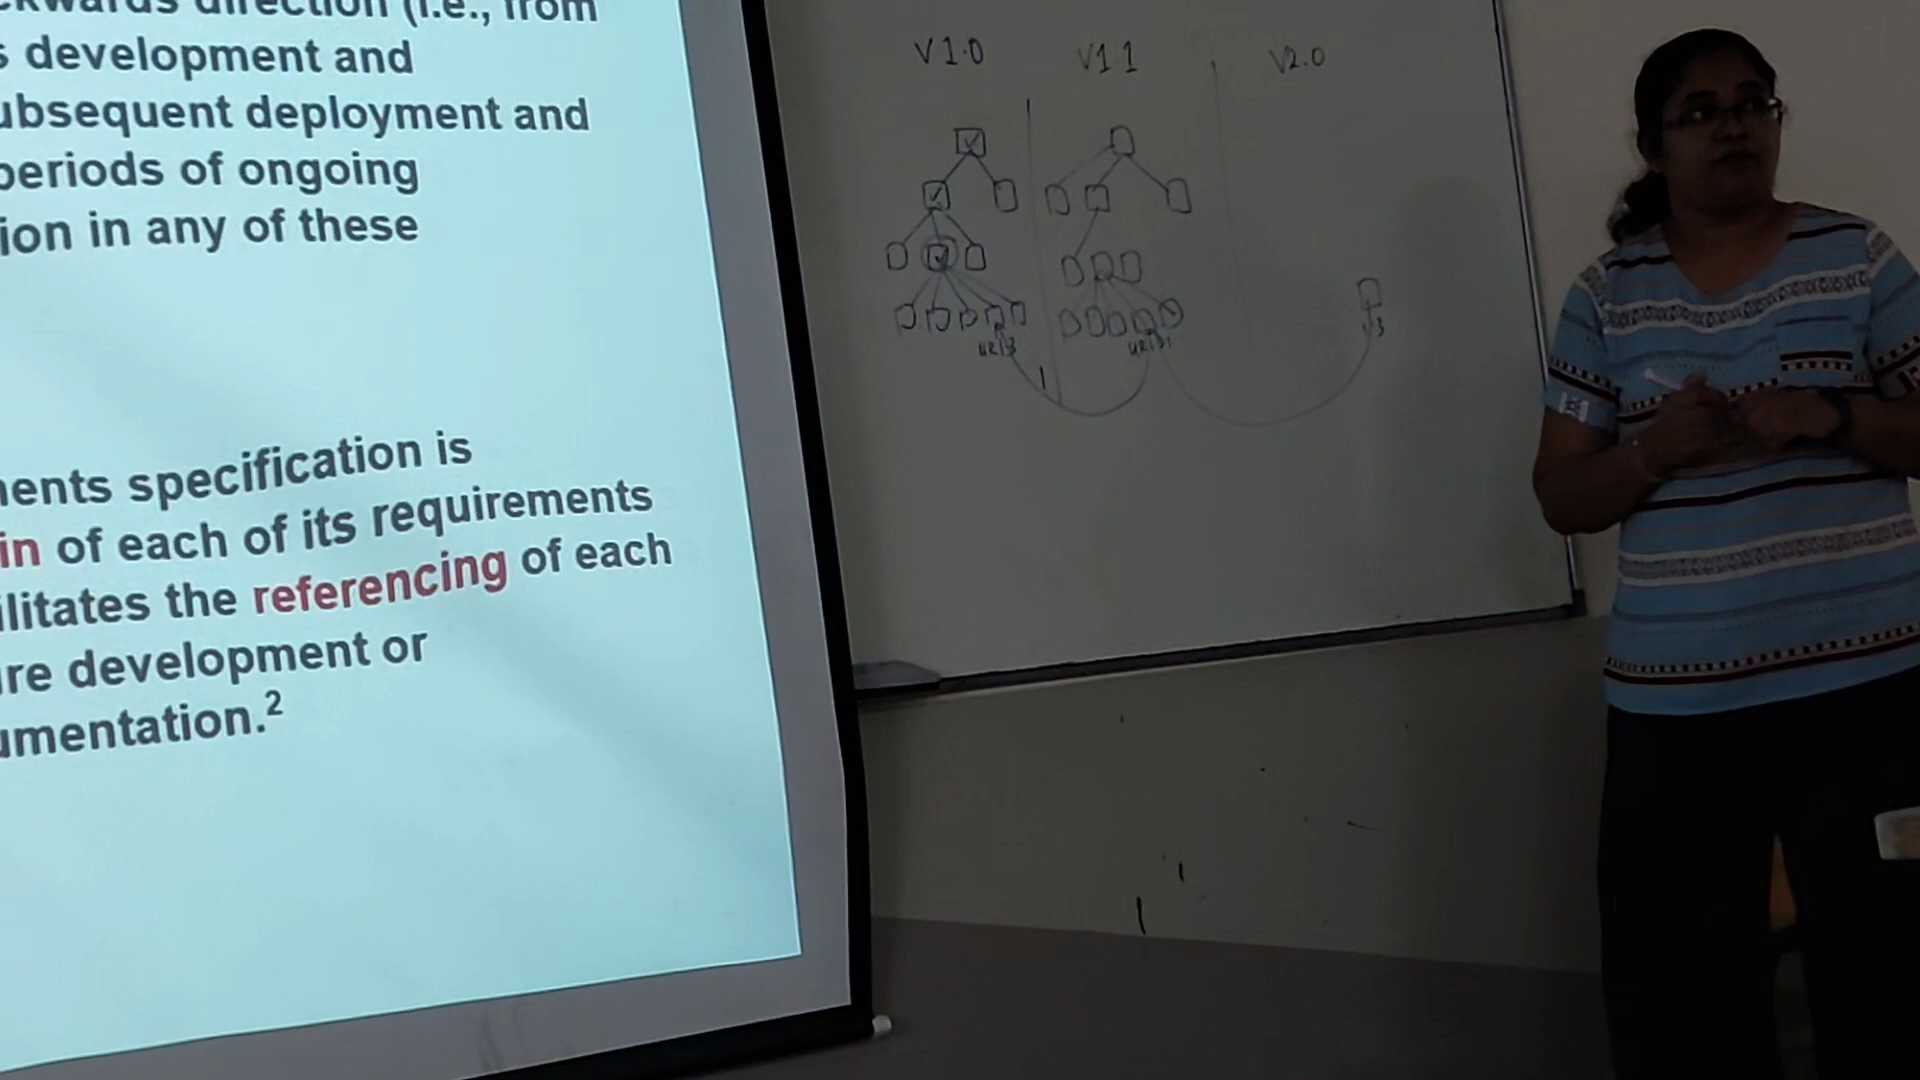 ckwards direction (i.e., from
s development and
ubsequent deployment and
periods of ongoing
ion in any of these
ments specification is
in of each of its requirements
ilitates the referencing of each
ure development or
umentation.²
V1.0 V1.1 V2.0